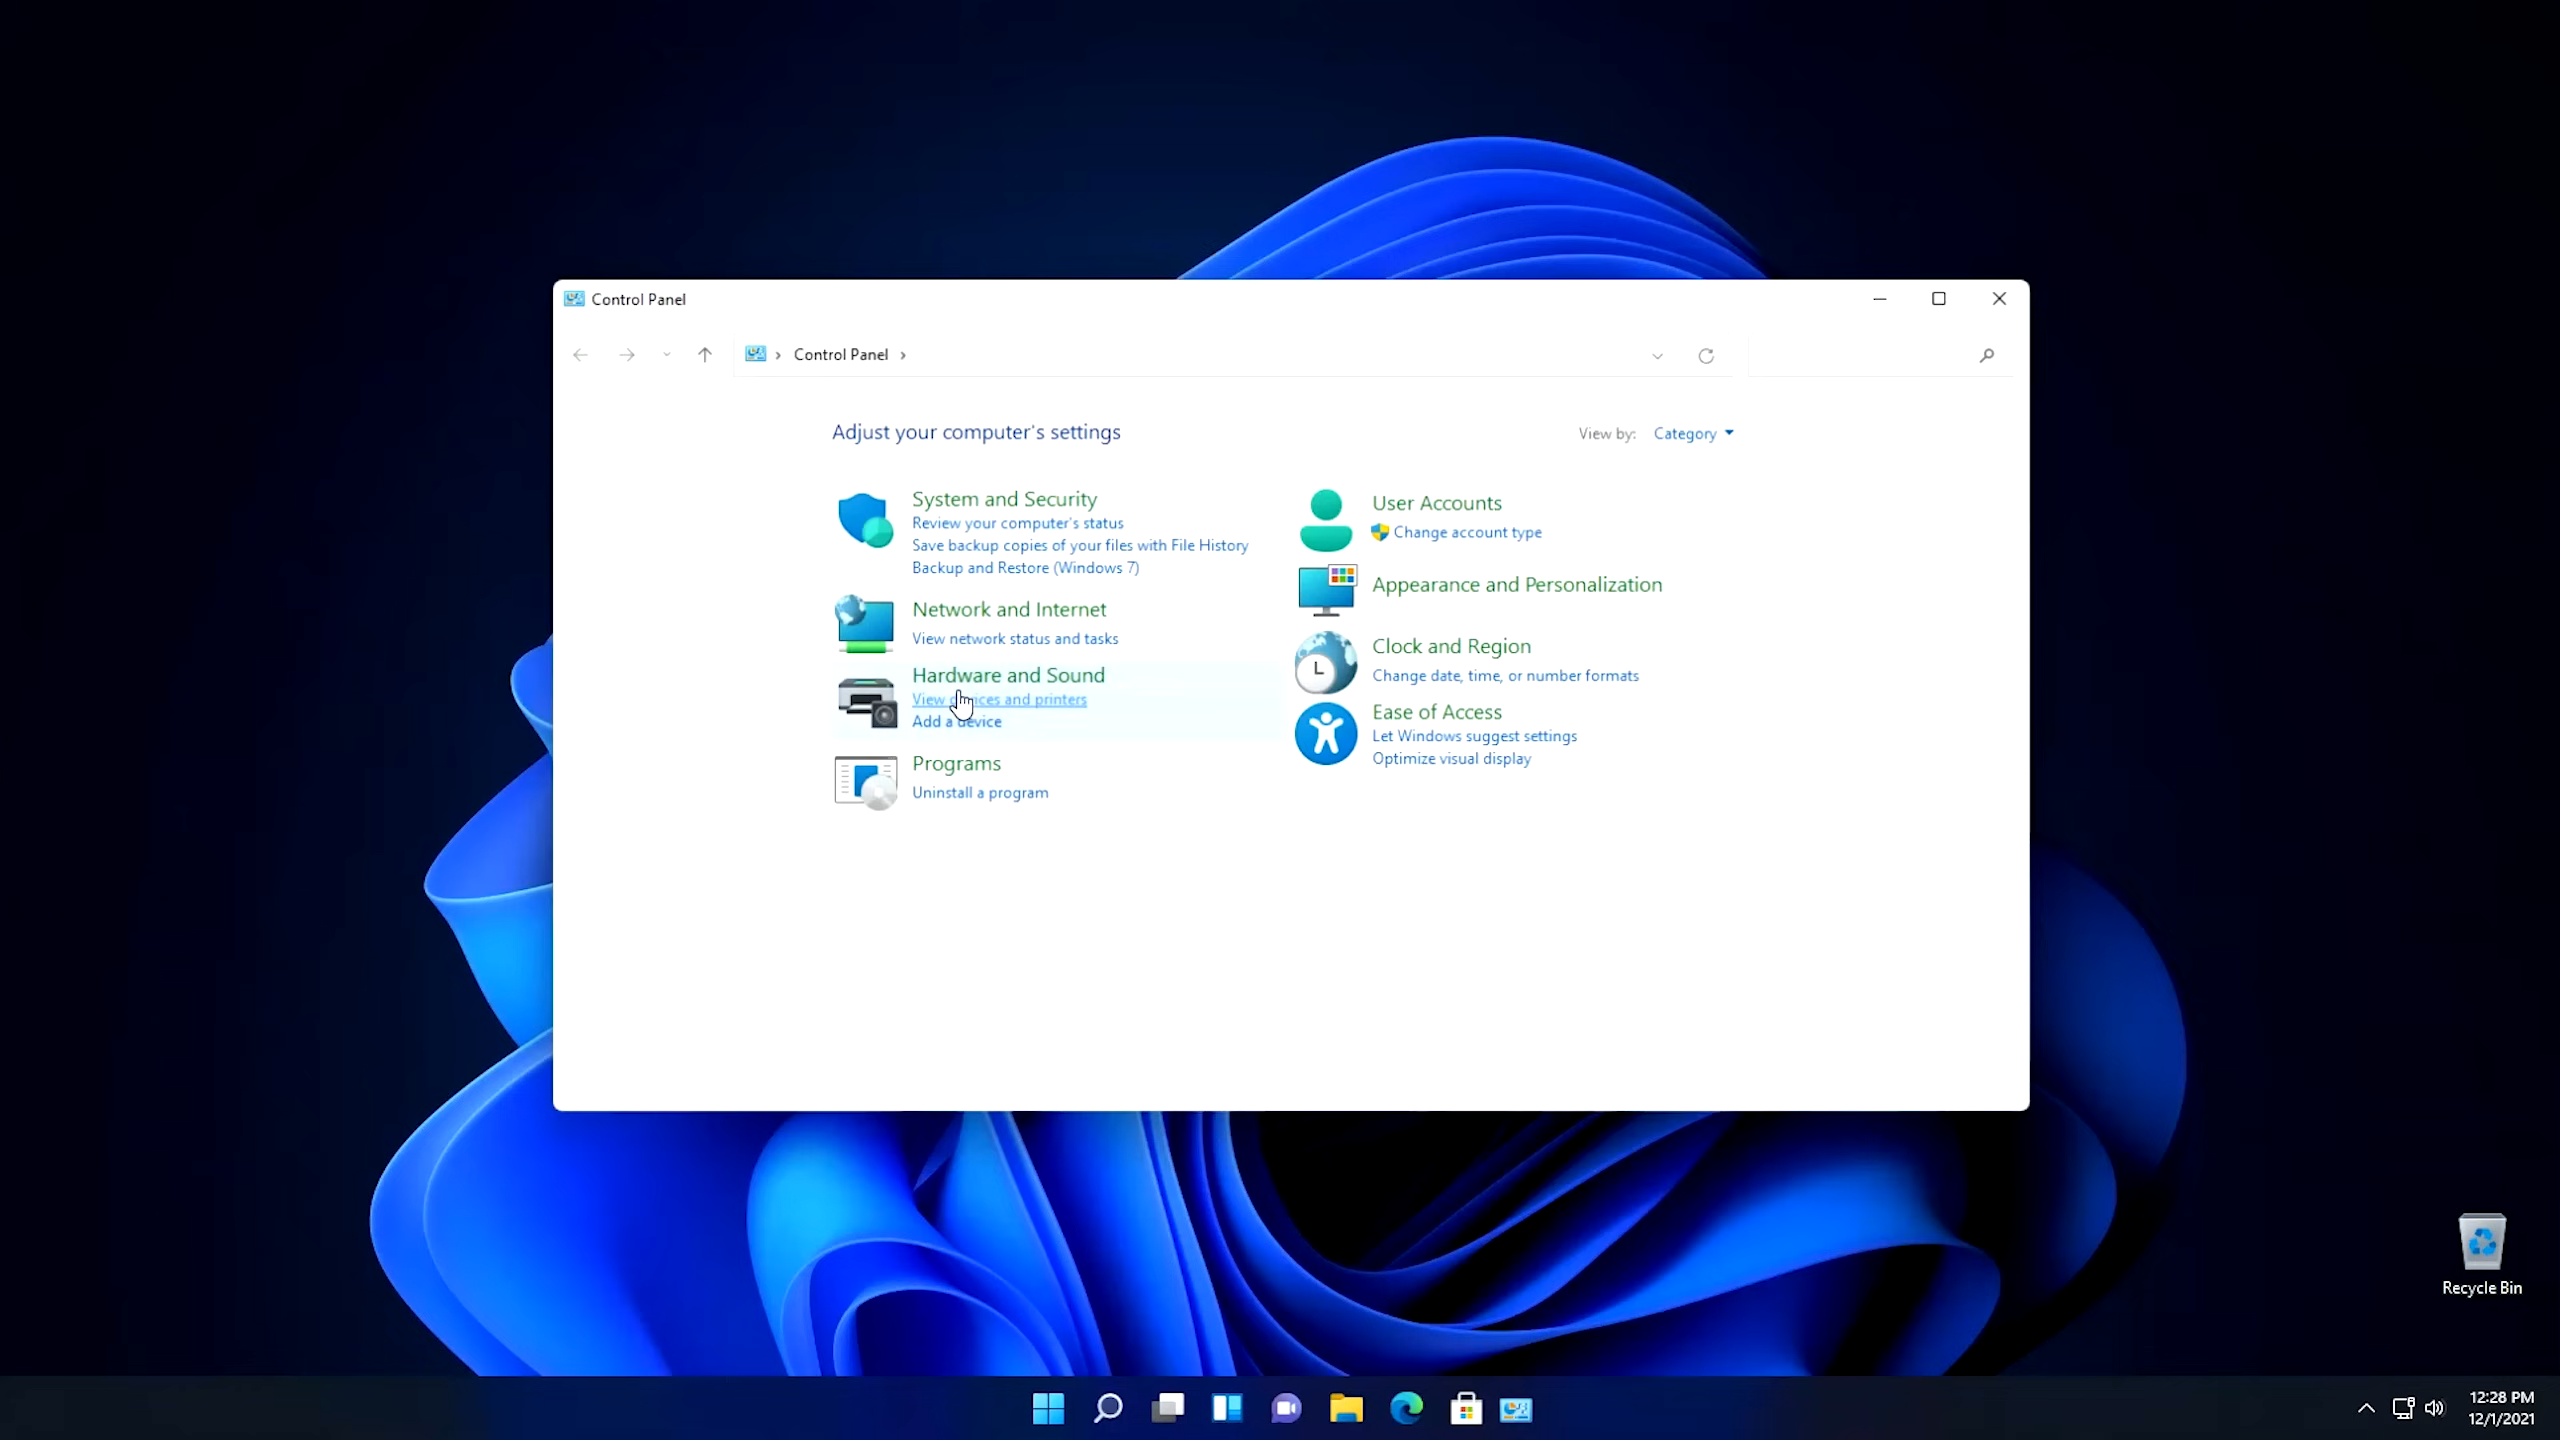 Control Panel
Control Panel
Adjust your computer's settings
View by: Category
System and Security
Review your computer's status
Save backup copies of your files with File History
Backup and Restore (Windows 7)
Network and Internet
View network status and tasks
Hardware and Sound
View devices and printers
Add a device
Programs
Uninstall a program
User Accounts
Change account type
Appearance and Personalization
Clock and Region
Change date, time, or number formats
Ease of Access
Let Windows suggest settings
Optimize visual display
Recycle Bin
12:28 PM
12/1/2021